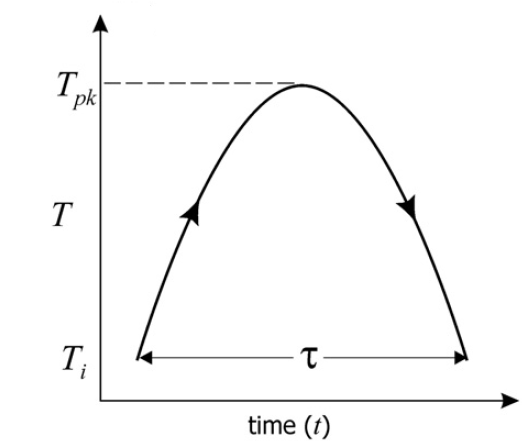 T_pk
T
T_i
τ
time (t)